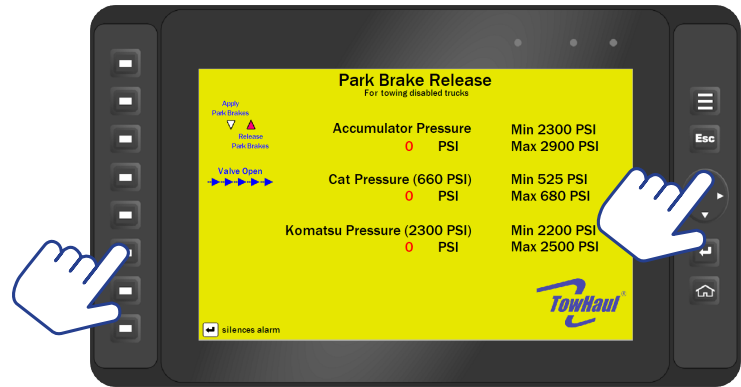 Park Brake Release
For towing disabled trucks
Apply
Park Brakes
Release
Park Brakes
Valve Open
Accumulator Pressure
0 PSI
Min 2300 PSI
Max 2900 PSI
Cat Pressure (660 PSI)
0 PSI
Min 525 PSI
Max 680 PSI
Komatsu Pressure (2300 PSI)
0 PSI
Min 2200 PSI
Max 2500 PSI
TowHaul®
silences alarm
Esc